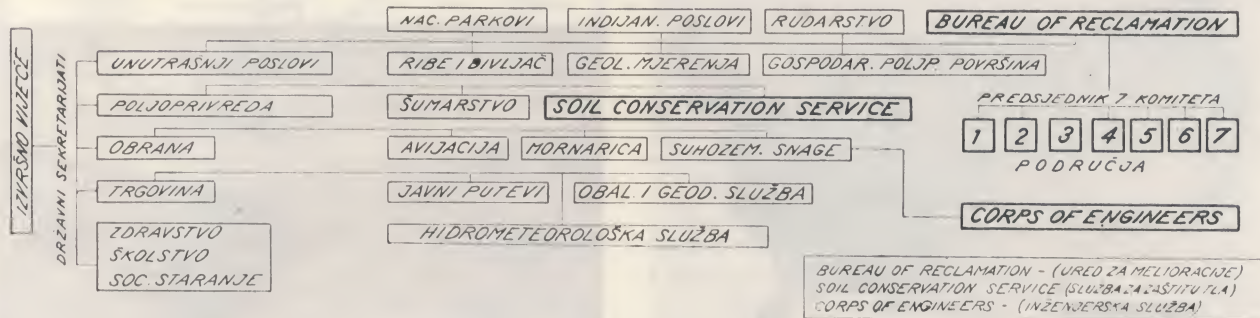 NAC. PARKOVI INDIJAN. POSLOVI RUDARSTVO BUREAU OF RECLAMATION
IZVRŠNO VIJEĆE
DRŽAVNI SEKRETARIJATI
UNUTRAŠNJI POSLOVI RIBE I DIVLJAČ GEOL. MJERENJA GOSPODAR. POLJP. POVRŠINA
POLJOPRIVREDA ŠUMARSTVO SOIL CONSERVATION SERVICE
PREDSJEDNIK 7 KOMITETA
1 2 3 4 5 6 7
PODRUČJA
OBRANA AVIJACIJA MORNARICA SUHOZEM. SNAGE
TRGOVINA JAVNI PUTEVI OBAL. I GEOD. SLUŽBA
CORPS OF ENGINEERS
ZDRAVSTVO
ŠKOLSTVO
SOC. STARANJE
HIDROMETEOROLOŠKA SLUŽBA
BUREAU OF RECLAMATION - (URED ZA MELIORACIJE)
SOIL CONSERVATION SERVICE (SLUŽBA ZA ZAŠTITU TLA)
CORPS OF ENGINEERS - (INŽENJERSKA SLUŽBA)